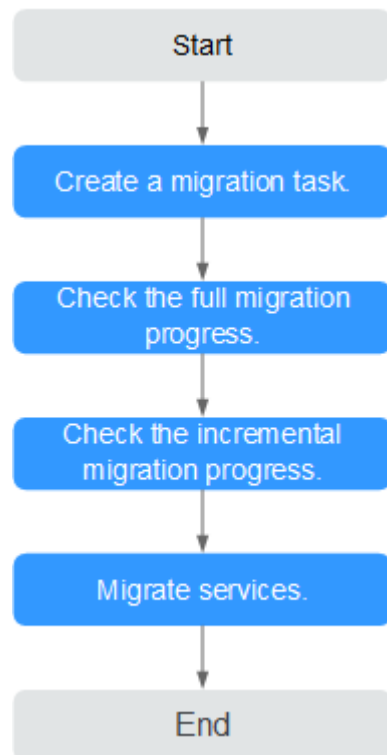 Start
Create a migration task.
Check the full migration
progress.
Check the incremental
migration progress.
Migrate services.
End